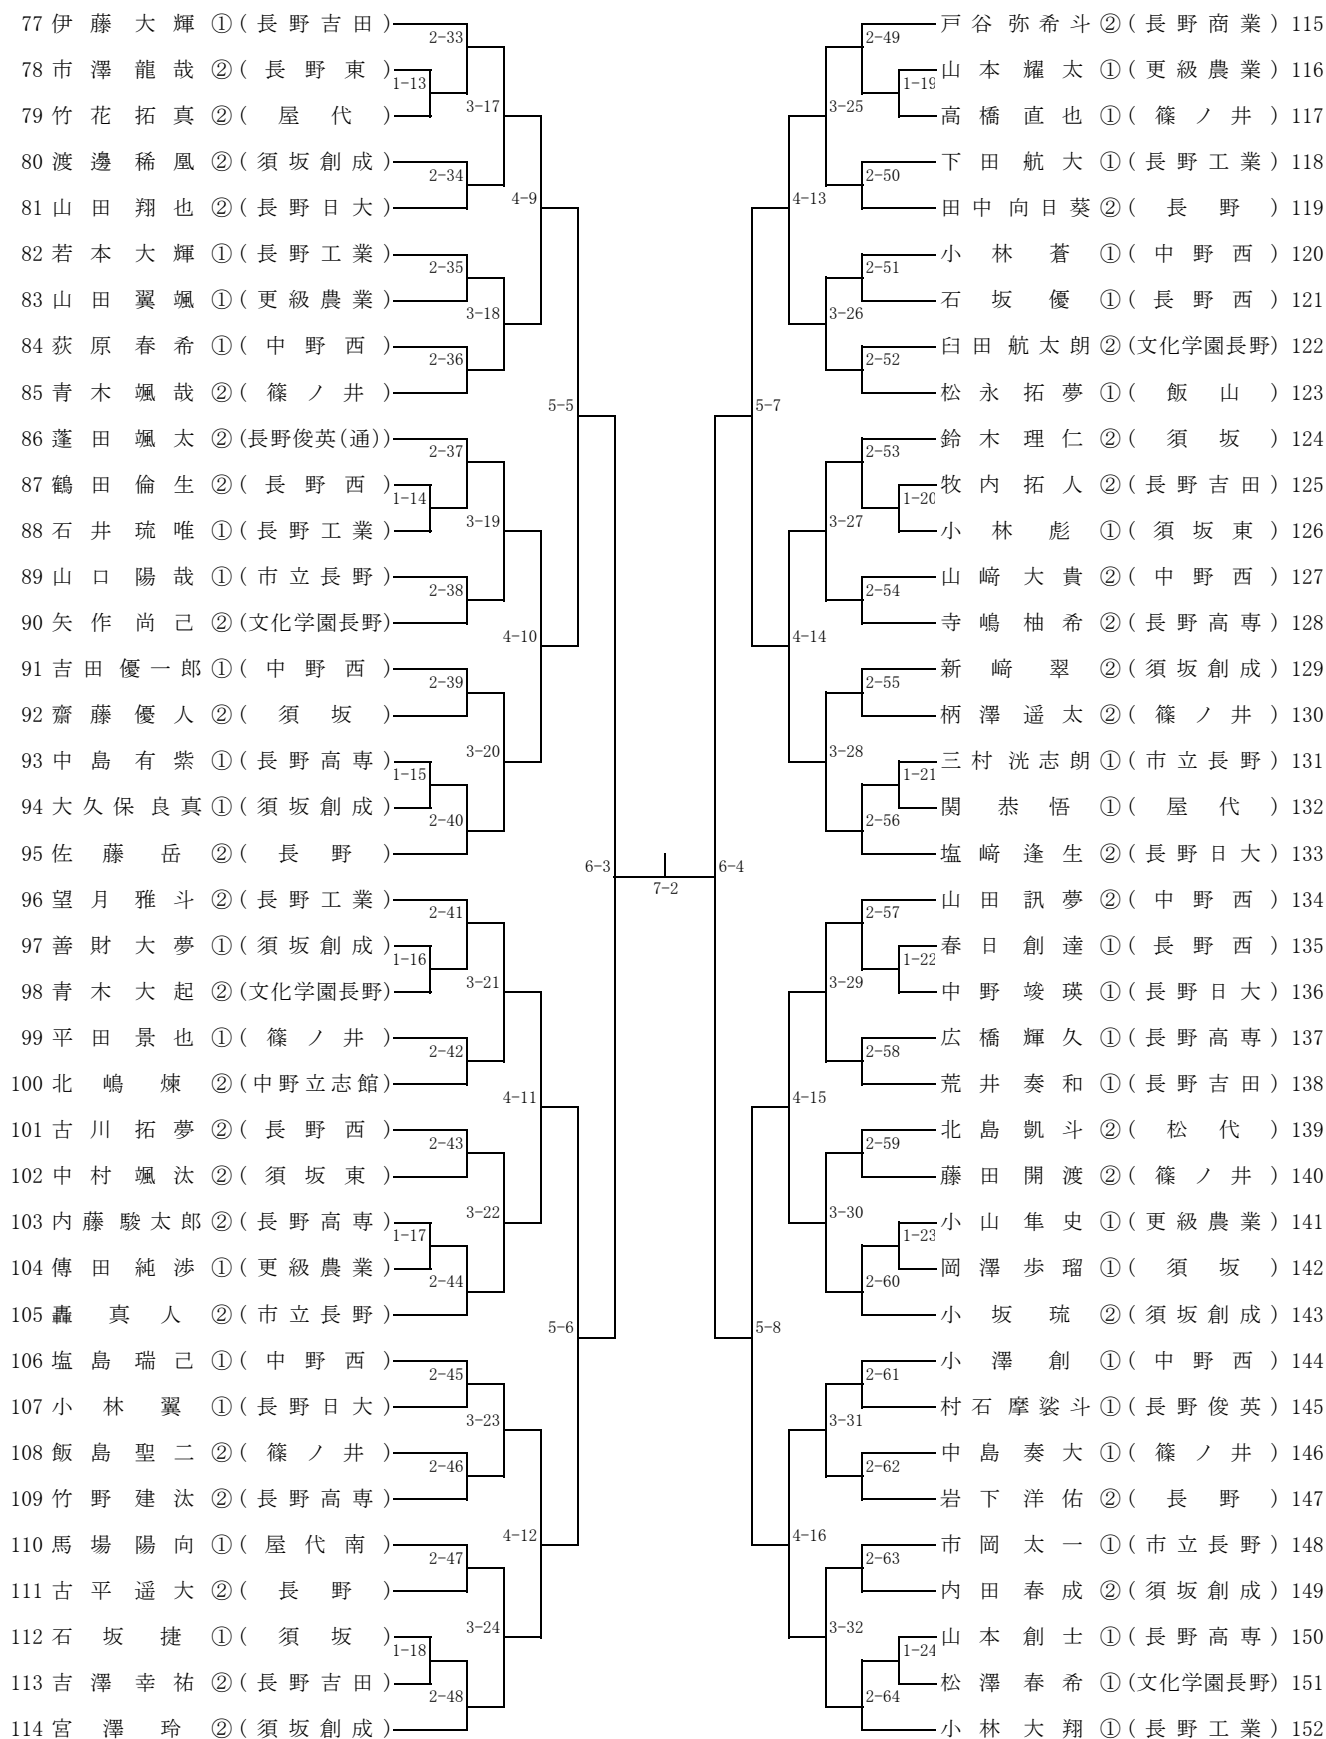 77 伊藤大輝 ① (長野吉田)
78 市澤龍哉 ② (長野東)
79 竹花拓真 ② (屋代)
80 渡邊稀凰 ② (須坂創成)
81 山田翔也 ② (長野日大)
82 若本大輝 ① (長野工業)
83 山田翼颯 ① (更級農業)
84 荻原春希 ① (中野西)
85 青木颯哉 ② (篠ノ井)
86 蓬田颯太 ② (長野俊英(通))
87 鶴田倫生 ② (長野西)
88 石井琉唯 ① (長野工業)
89 山口陽哉 ① (市立長野)
90 矢作尚己 ② (文化学園長野)
91 吉田優一郎 ① (中野西)
92 齋藤優人 ② (須坂)
93 中島有紫 ① (長野高専)
94 大久保良真 ① (須坂創成)
95 佐藤岳 ② (長野)
96 望月雅斗 ② (長野工業)
97 善財大夢 ① (須坂創成)
98 青木大起 ② (文化学園長野)
99 平田景也 ① (篠ノ井)
100 北嶋煉 ② (中野立志館)
101 古川拓夢 ② (長野西)
102 中村颯汰 ② (須坂東)
103 内藤駿太郎 ② (長野高専)
104 傳田純渉 ① (更級農業)
105 轟真人 ② (市立長野)
106 塩島瑞己 ① (中野西)
107 小林翼 ① (長野日大)
108 飯島聖二 ② (篠ノ井)
109 竹野建汰 ② (長野高専)
110 馬場陽向 ① (屋代南)
111 古平遥大 ② (長野)
112 石坂捷 ① (須坂)
113 吉澤幸祐 ② (長野吉田)
114 宮澤玲 ② (須坂創成)
2-33
1-13
3-17
2-34
4-9
2-35
3-18
2-36
5-5
2-37
1-14
3-19
2-38
4-10
2-39
3-20
1-15
2-40
6-3
2-41
1-16
3-21
2-42
4-11
2-43
3-22
1-17
2-44
5-6
2-45
3-23
2-46
4-12
2-47
3-24
1-18
2-48
7-2
2-49
1-19
3-25
2-50
4-13
2-51
3-26
2-52
5-7
2-53
1-20
3-27
2-54
4-14
2-55
3-28
1-21
2-56
6-4
2-57
1-22
3-29
2-58
4-15
2-59
3-30
1-23
2-60
5-8
2-61
3-31
2-62
4-16
2-63
3-32
1-24
2-64
戸谷弥希斗 ② (長野商業) 115
山本耀太 ① (更級農業) 116
高橋直也 ① (篠ノ井) 117
下田航大 ① (長野工業) 118
田中向日葵 ② (長野) 119
小林蒼 ① (中野西) 120
石坂優 ① (長野西) 121
臼田航太朗 ② (文化学園長野) 122
松永拓夢 ① (飯山) 123
鈴木理仁 ② (須坂) 124
牧内拓人 ② (長野吉田) 125
小林彪 ① (須坂東) 126
山﨑大貴 ② (中野西) 127
寺嶋柚希 ② (長野高専) 128
新﨑翠 ② (須坂創成) 129
柄澤遥太 ② (篠ノ井) 130
三村洸志朗 ① (市立長野) 131
関恭悟 ① (屋代) 132
塩﨑逢生 ② (長野日大) 133
山田訊夢 ② (中野西) 134
春日創達 ① (長野西) 135
中野竣瑛 ① (長野日大) 136
広橋輝久 ① (長野高専) 137
荒井奏和 ① (長野吉田) 138
北島凱斗 ② (松代) 139
藤田開渡 ② (篠ノ井) 140
小山隼史 ① (更級農業) 141
岡澤歩瑠 ① (須坂) 142
小坂琉 ② (須坂創成) 143
小澤創 ① (中野西) 144
村石摩裟斗 ① (長野俊英) 145
中島奏大 ① (篠ノ井) 146
岩下洋佑 ② (長野) 147
市岡太一 ① (市立長野) 148
内田春成 ② (須坂創成) 149
山本創士 ① (長野高専) 150
松澤春希 ① (文化学園長野) 151
小林大翔 ① (長野工業) 152